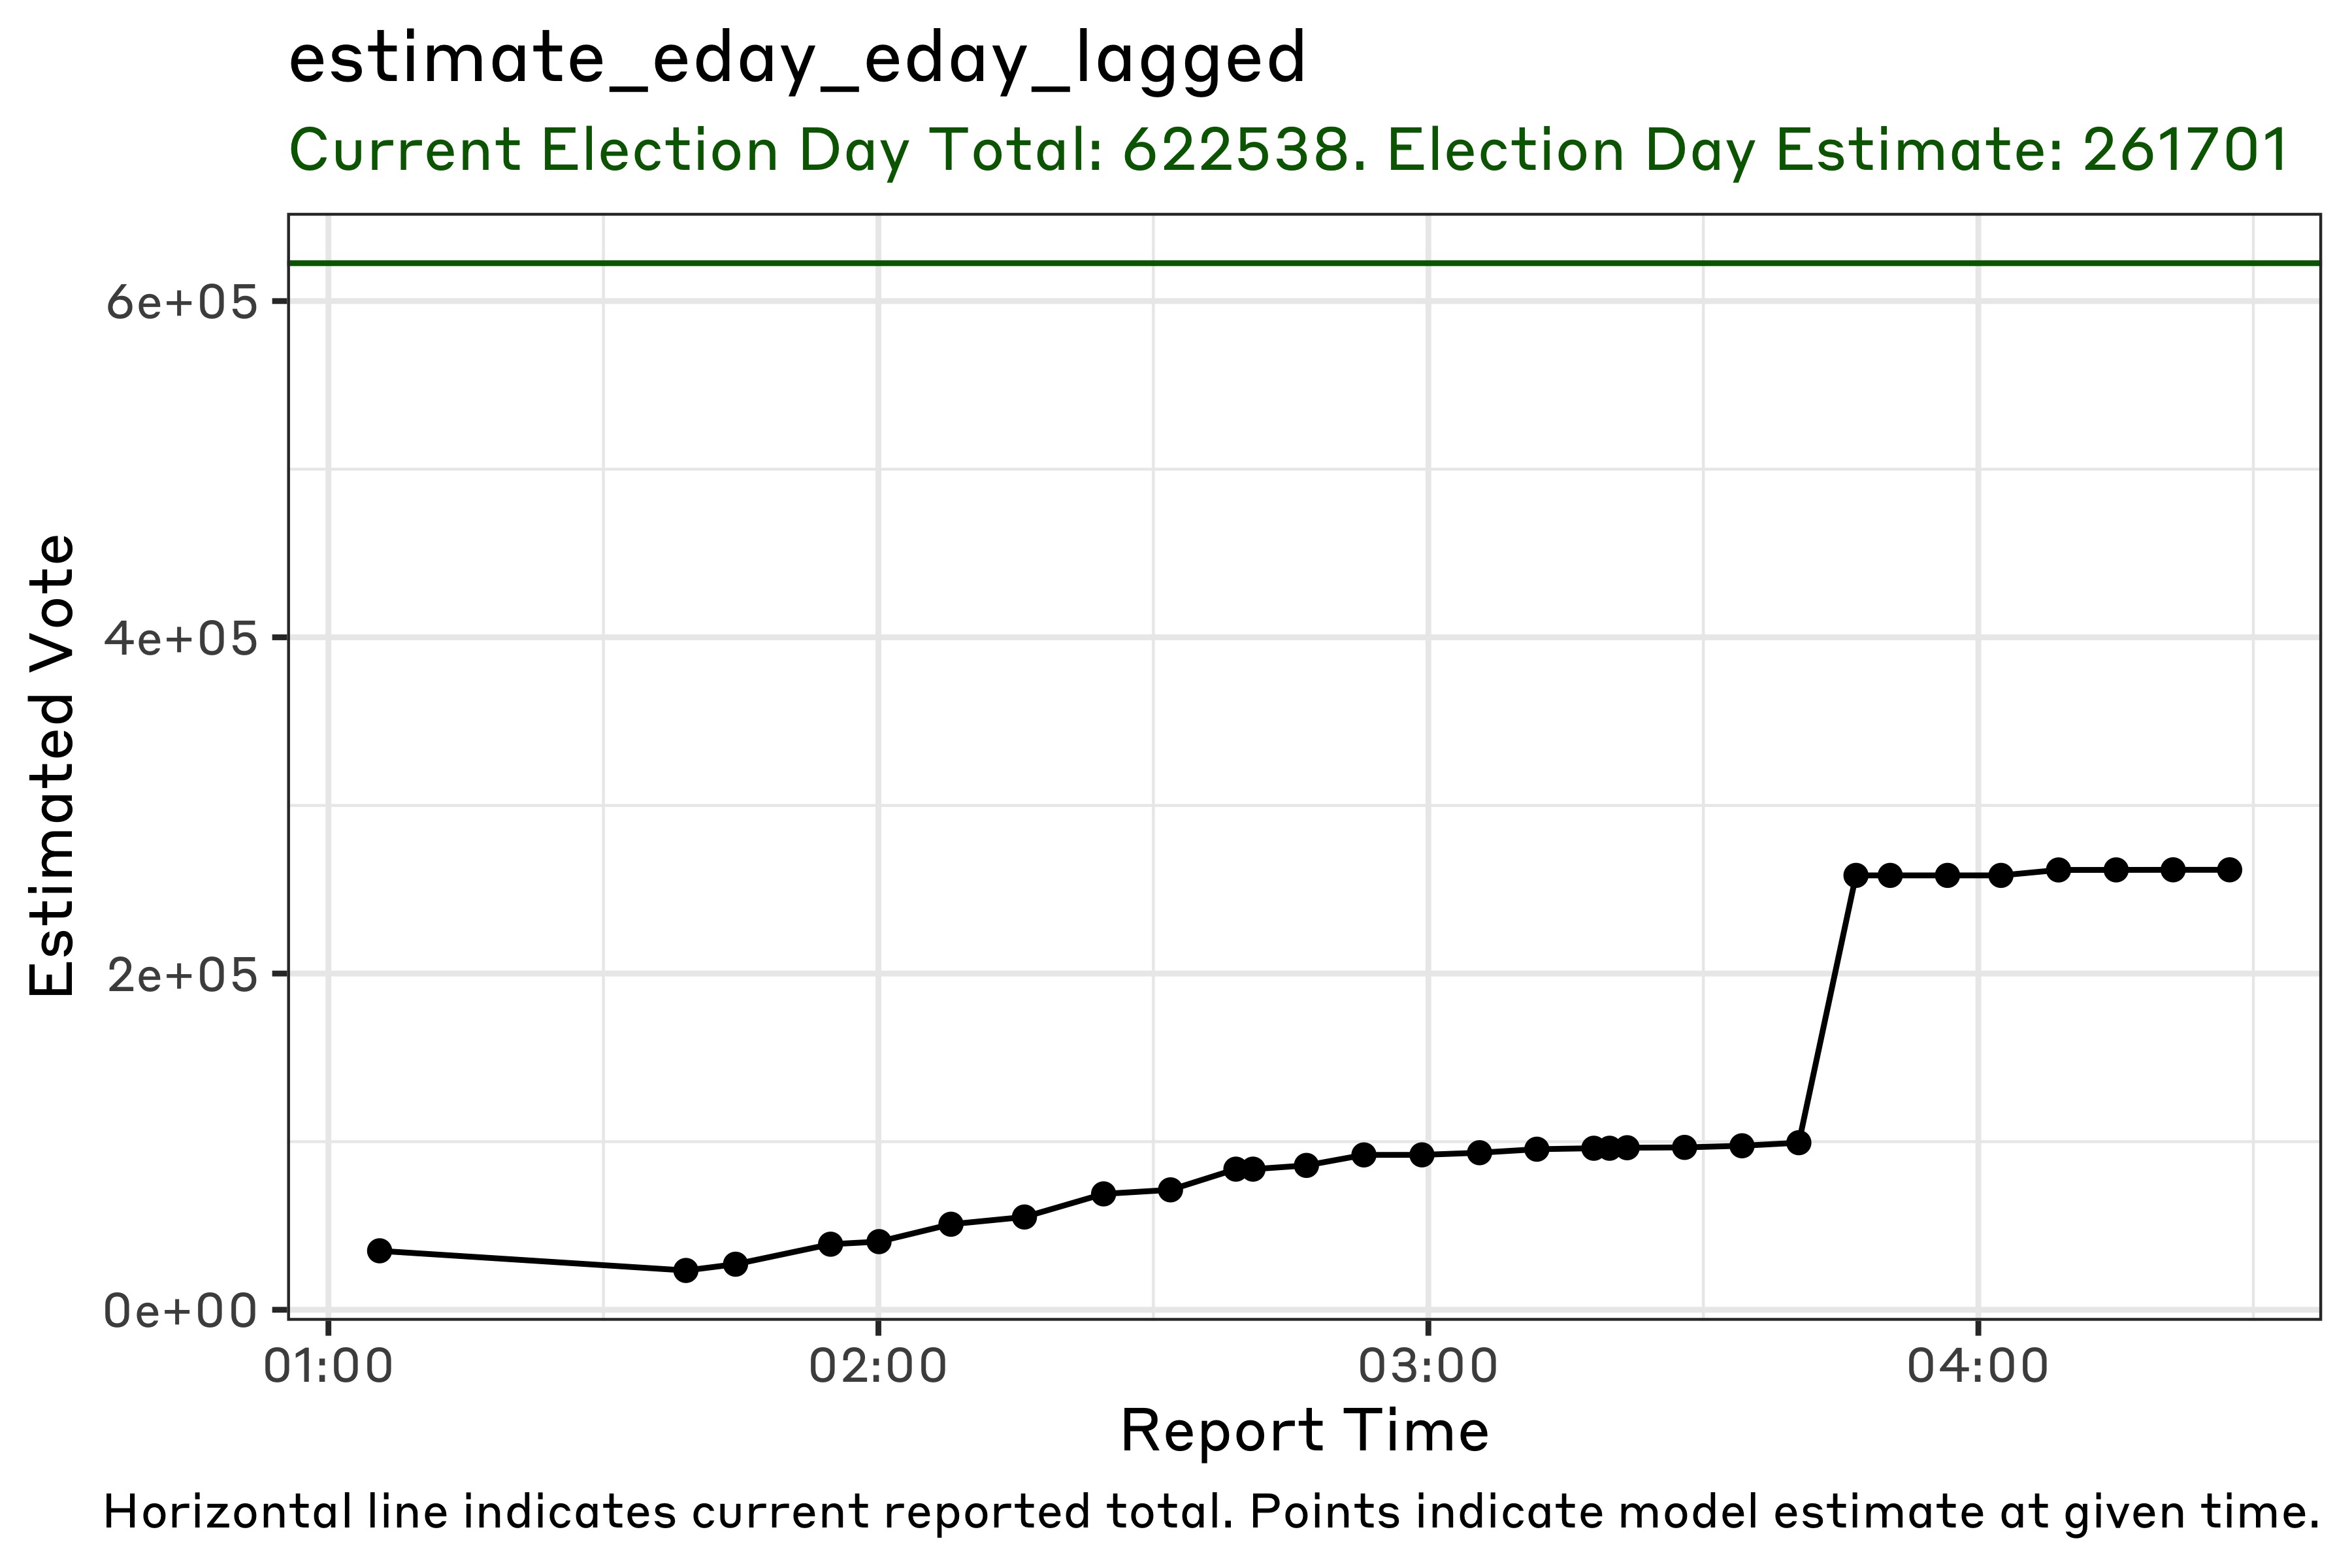 estimate_eday_eday_lagged
Current Election Day Total: 622538. Election Day Estimate: 261701
Estimated Vote
6e+05
4e+05
2e+05
0e+00
01:00 02:00 03:00 04:00
Report Time
Horizontal line indicates current reported total. Points indicate model estimate at given time.